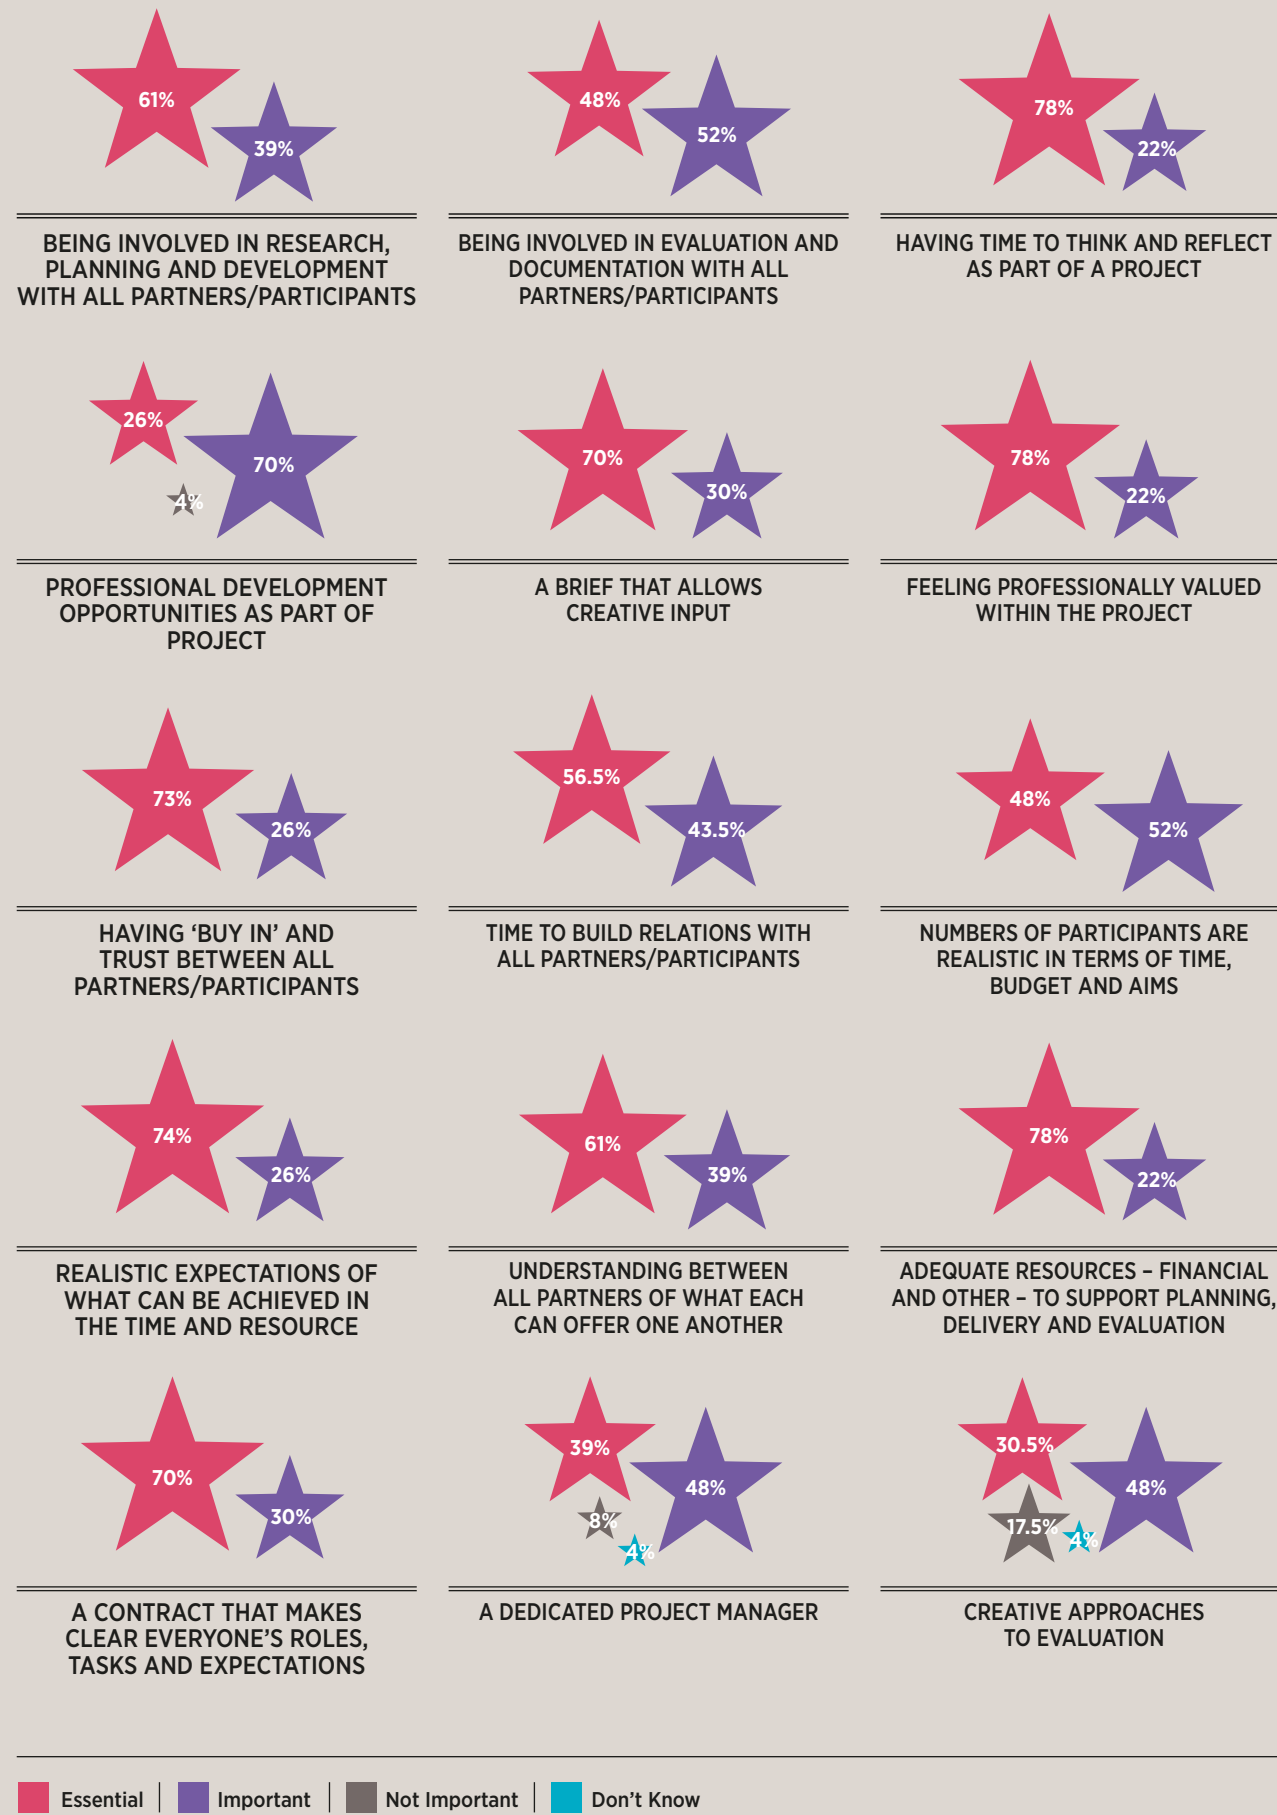 61%
39%
BEING INVOLVED IN RESEARCH,
PLANNING AND DEVELOPMENT
WITH ALL PARTNERS/PARTICIPANTS
48%
52%
BEING INVOLVED IN EVALUATION AND
DOCUMENTATION WITH ALL
PARTNERS/PARTICIPANTS
78%
22%
HAVING TIME TO THINK AND REFLECT
AS PART OF A PROJECT
26%
70%
4%
PROFESSIONAL DEVELOPMENT
OPPORTUNITIES AS PART OF
PROJECT
70%
30%
A BRIEF THAT ALLOWS
CREATIVE INPUT
78%
22%
FEELING PROFESSIONALLY VALUED
WITHIN THE PROJECT
73%
26%
HAVING ‘BUY IN’ AND
TRUST BETWEEN ALL
PARTNERS/PARTICIPANTS
56.5%
43.5%
TIME TO BUILD RELATIONS WITH
ALL PARTNERS/PARTICIPANTS
48%
52%
NUMBERS OF PARTICIPANTS ARE
REALISTIC IN TERMS OF TIME,
BUDGET AND AIMS
74%
26%
REALISTIC EXPECTATIONS OF
WHAT CAN BE ACHIEVED IN
THE TIME AND RESOURCE
61%
39%
UNDERSTANDING BETWEEN
ALL PARTNERS OF WHAT EACH
CAN OFFER ONE ANOTHER
78%
22%
ADEQUATE RESOURCES – FINANCIAL
AND OTHER – TO SUPPORT PLANNING,
DELIVERY AND EVALUATION
70%
30%
A CONTRACT THAT MAKES
CLEAR EVERYONE’S ROLES,
TASKS AND EXPECTATIONS
39%
48%
8%
4%
A DEDICATED PROJECT MANAGER
30.5%
48%
17.5%
4%
CREATIVE APPROACHES
TO EVALUATION
Essential
Important
Not Important
Don’t Know